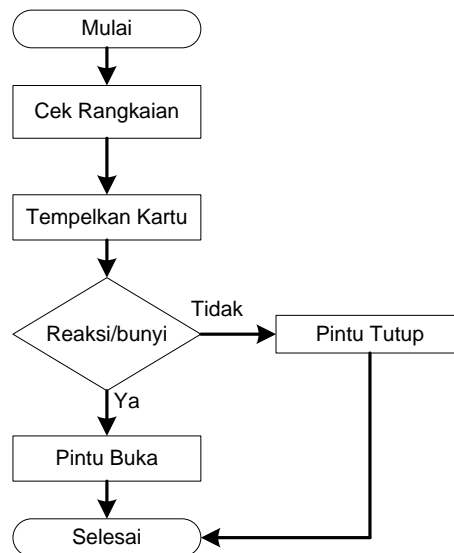 Mulai
Cek Rangkaian
Tempelkan Kartu
Reaksi/bunyi
Tidak
Pintu Tutup
Ya
Pintu Buka
Selesai